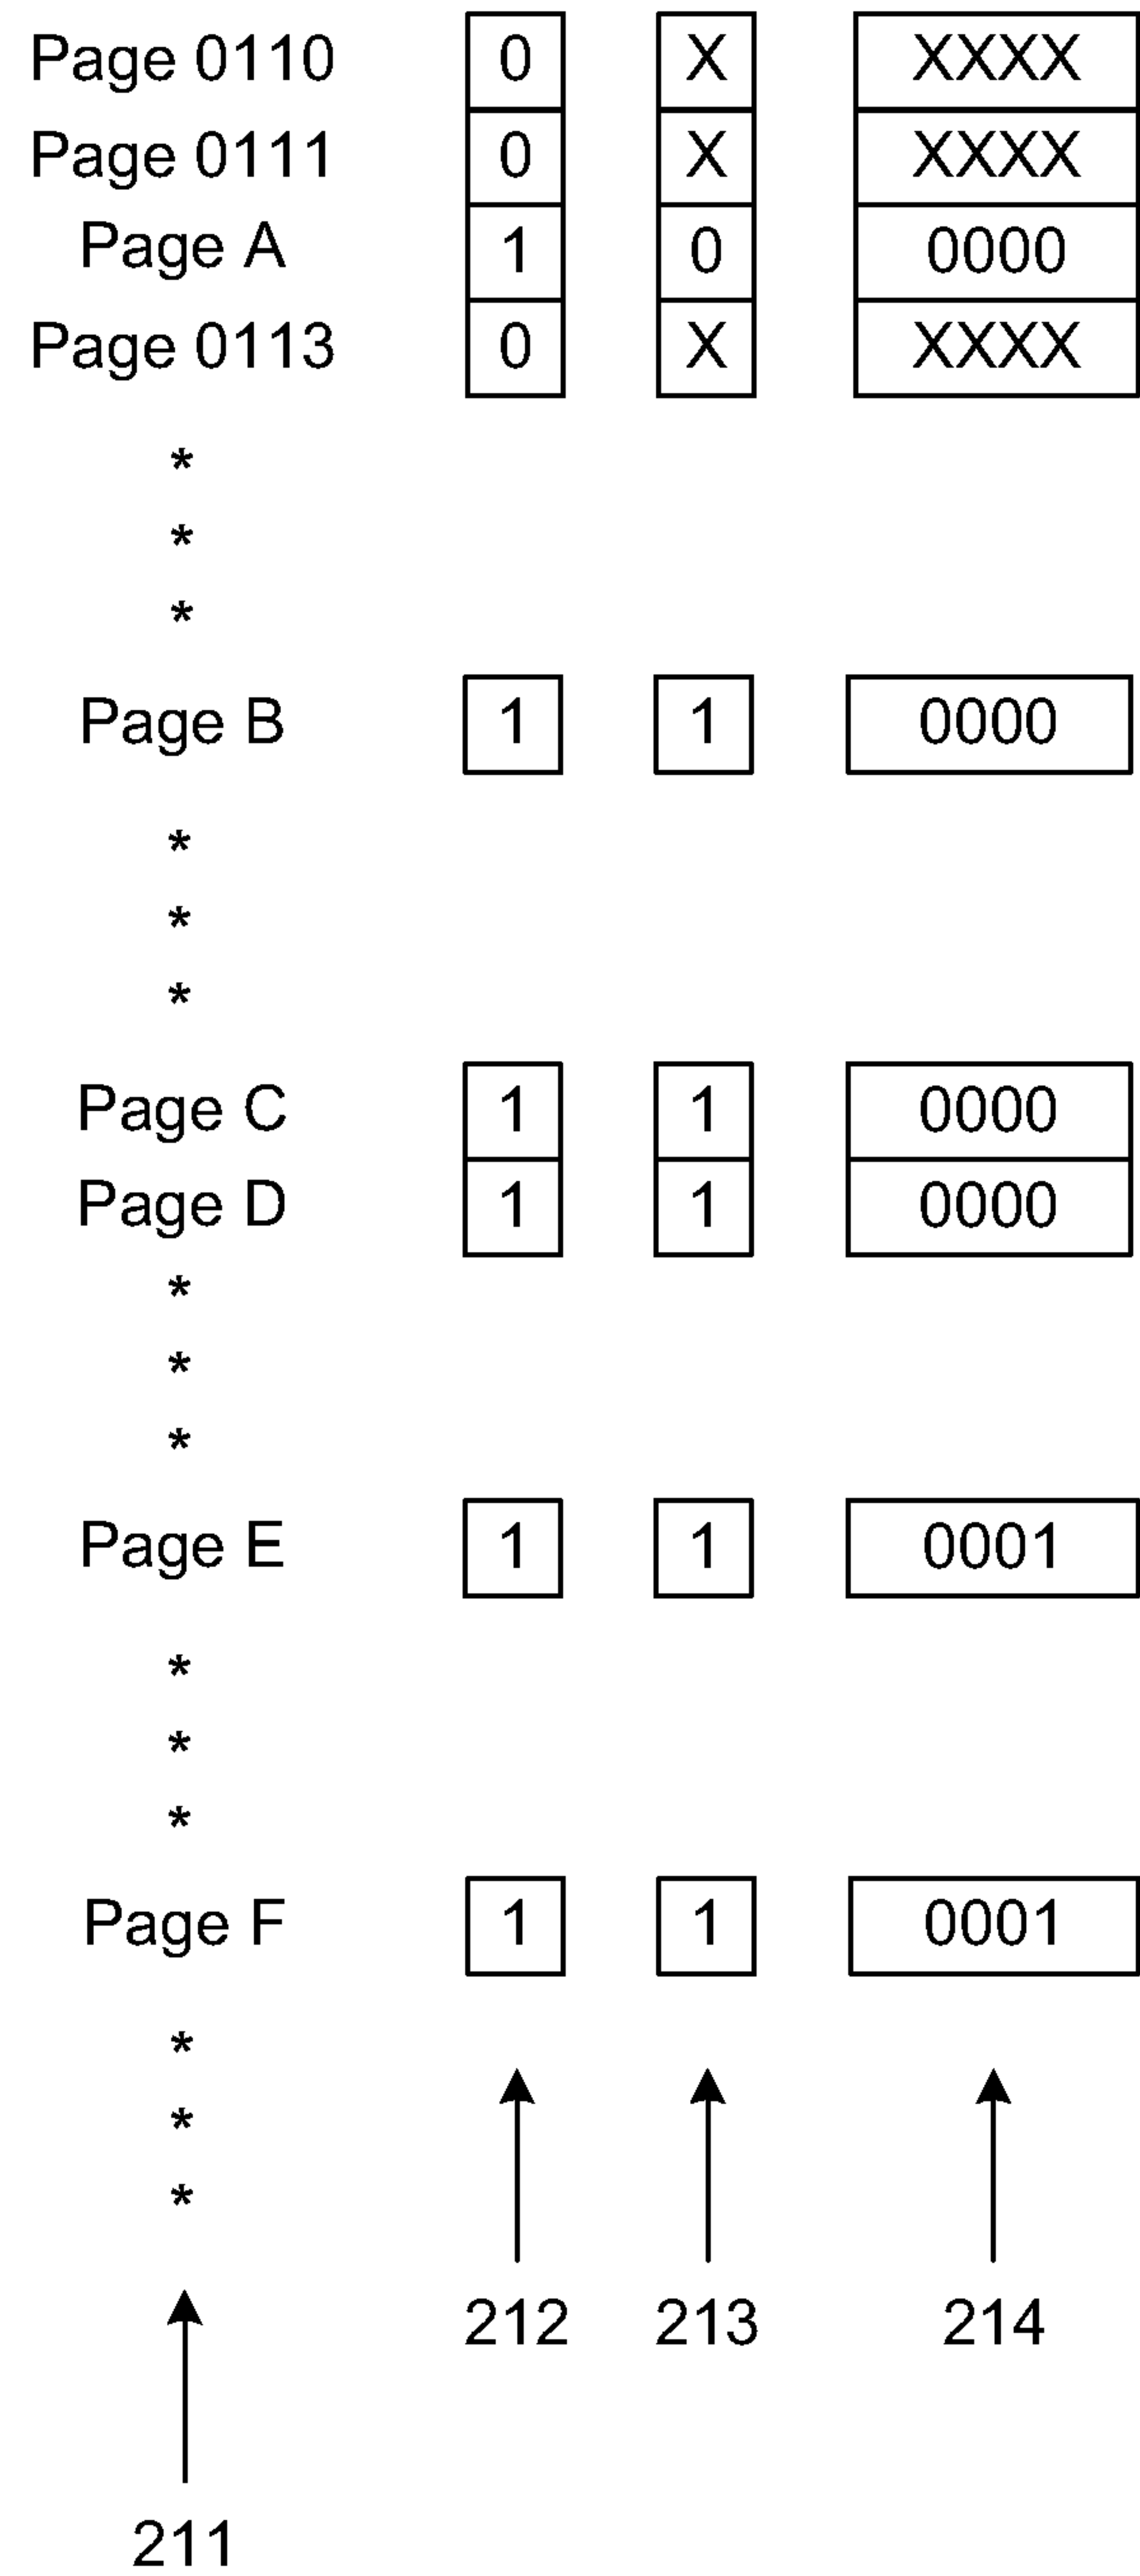 Page 0110 0 X XXXX
Page 0111 0 X XXXX
Page A 1 0 0000
Page 0113 0 X XXXX
*
*
*
Page B 1 1 0000
*
*
*
Page C 1 1 0000
Page D 1 1 0000
*
*
*
Page E 1 1 0001
*
*
*
Page F 1 1 0001
*
*
*
212 213 214
211